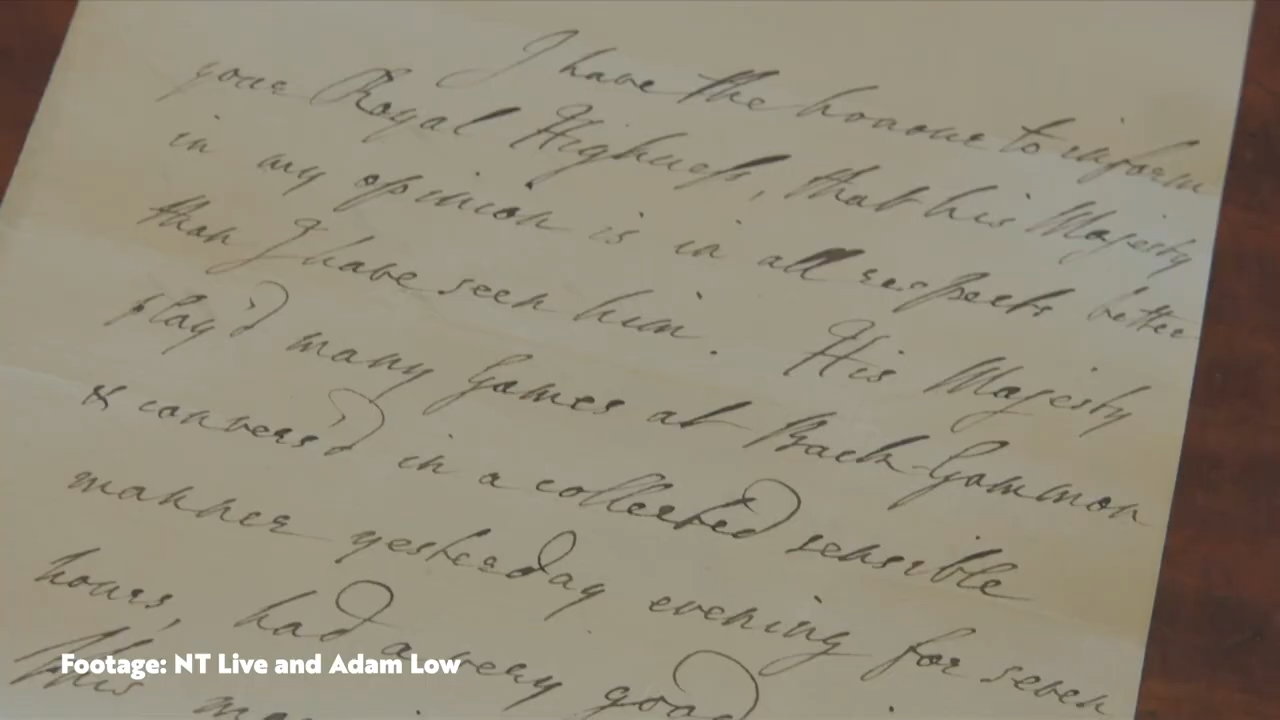 I have the honour to inform
your Royal Highness, that his Majesty
in my opinion is in all respects better
than I have seen him. His Majesty
play'd many Games at Back-Gammon
& convers'd in a collected sensible
manner yesterday evening for seven
hours, had a very good
This
Footage: NT Live and Adam Low